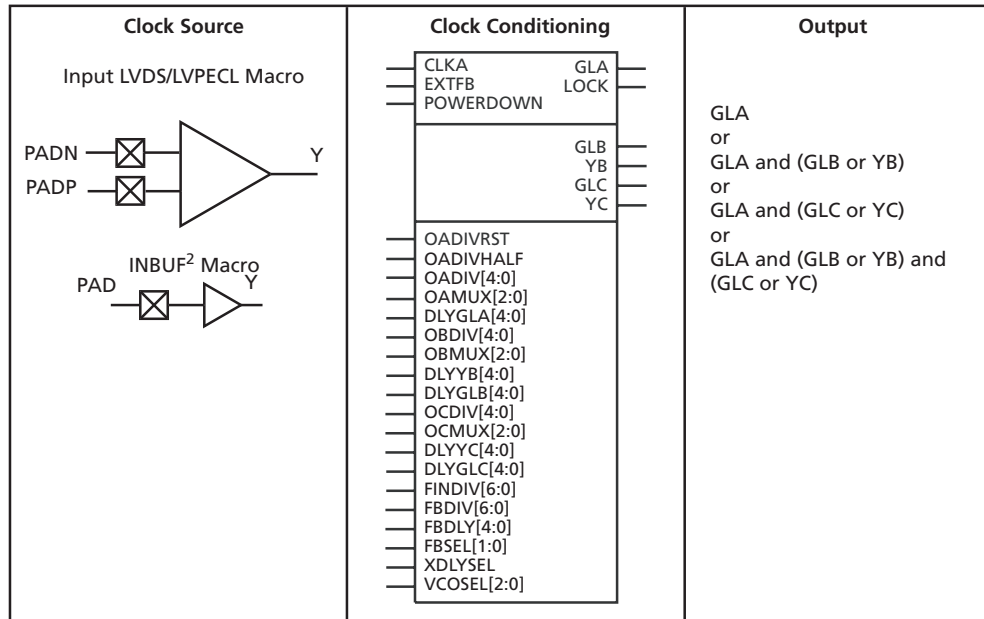 Clock Source
Input LVDS/LVPECL Macro
PADN
PADP
Y
INBUF2 Macro
PAD
Y
Clock Conditioning
CLKA
EXTFB
POWERDOWN
GLA
LOCK
GLB
YB
GLC
YC
OADIVRST
OADIVHALF
OADIV[4:0]
OAMUX[2:0]
DLYGLA[4:0]
OBDIV[4:0]
OBMUX[2:0]
DLYYB[4:0]
DLYGLB[4:0]
OCDIV[4:0]
OCMUX[2:0]
DLYYC[4:0]
DLYGLC[4:0]
FINDIV[6:0]
FBDIV[6:0]
FBDLY[4:0]
FBSEL[1:0]
XDLYSEL
VCOSEL[2:0]
Output
GLA
or
GLA and (GLB or YB)
or
GLA and (GLC or YC)
or
GLA and (GLB or YB) and
(GLC or YC)